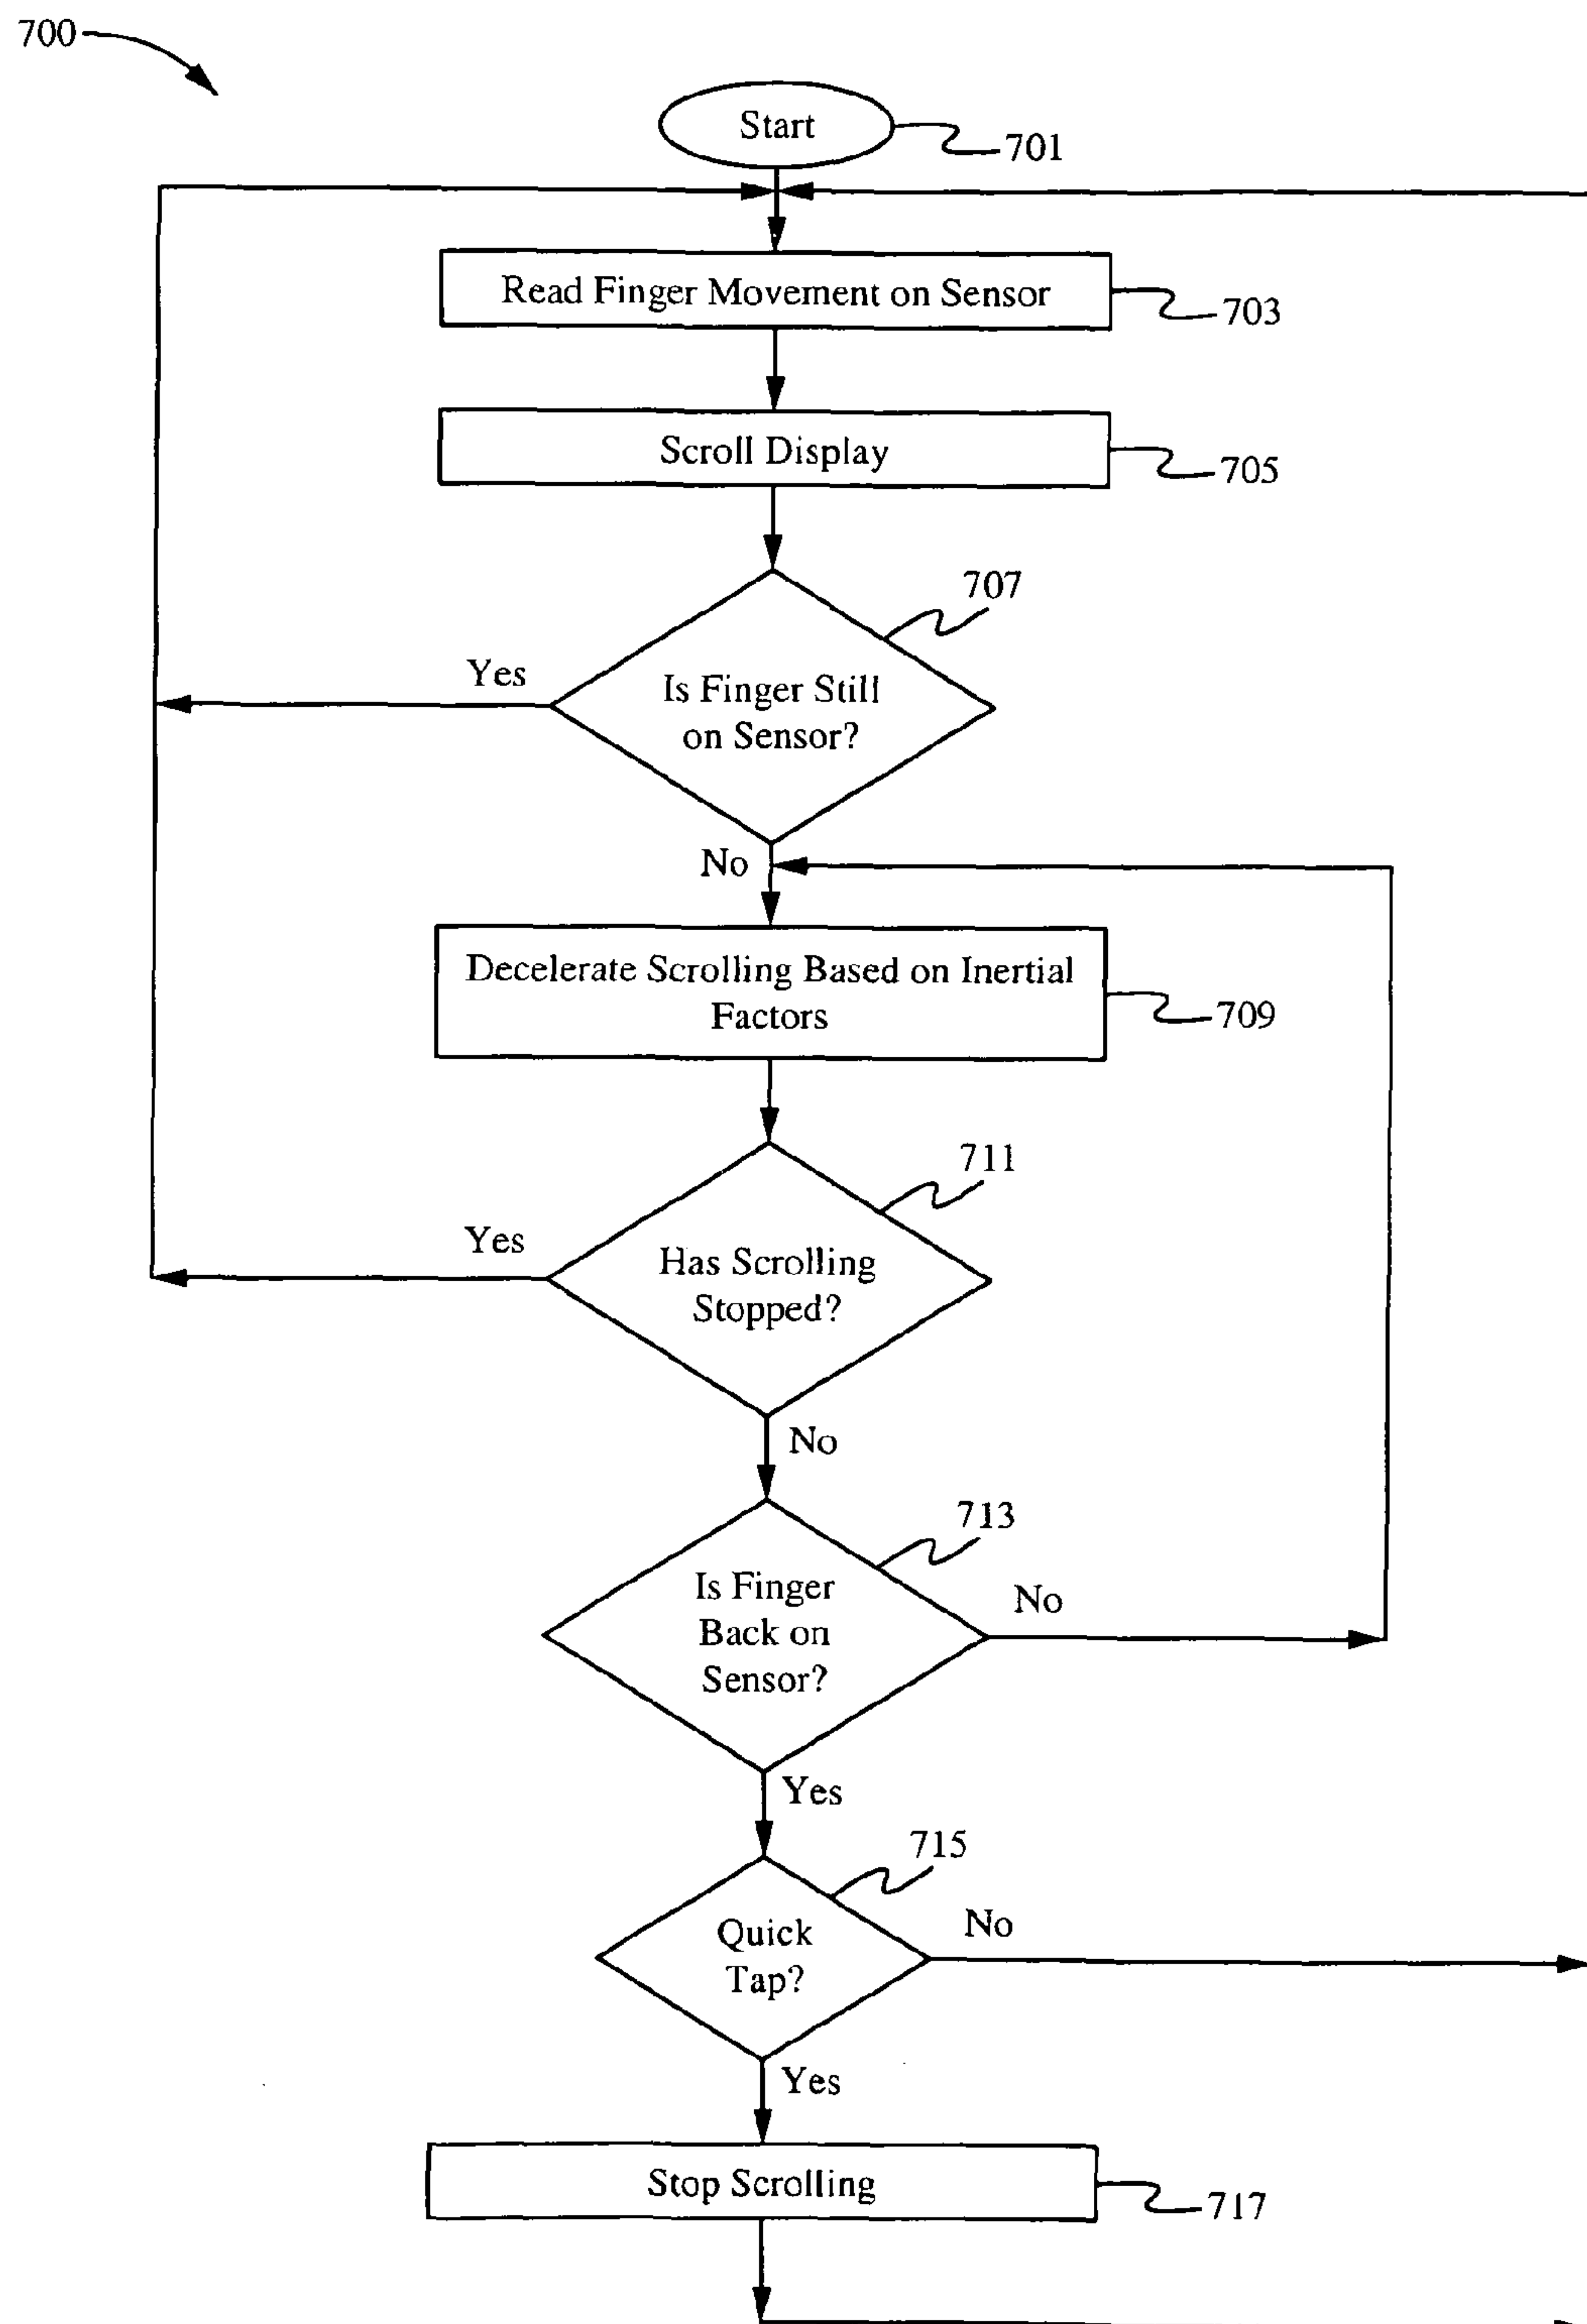 700
Start
701
Read Finger Movement on Sensor
703
Scroll Display
705
707
Yes
Is Finger Still
on Sensor?
No
Decelerate Scrolling Based on Inertial
Factors
709
711
Yes
Has Scrolling
Stopped?
No
713
Is Finger
Back on
Sensor?
No
Yes
715
Quick
Tap?
No
Yes
Stop Scrolling
717